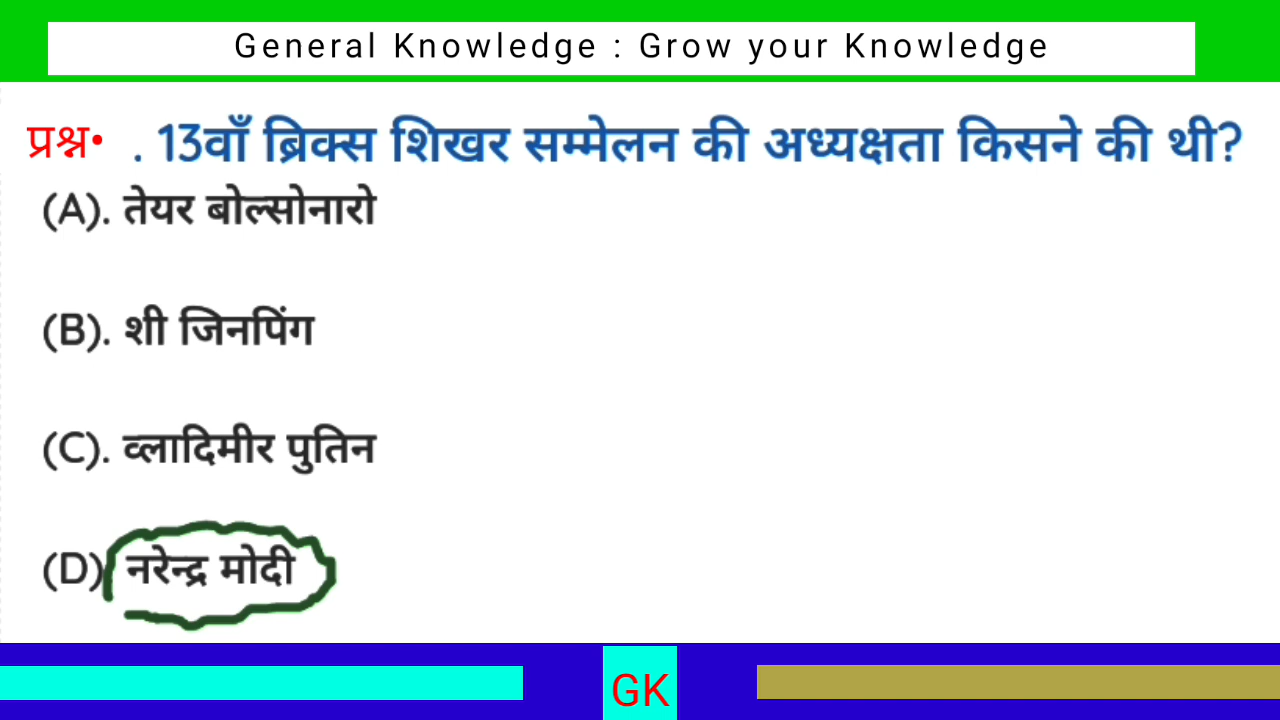 General Knowledge : Grow your Knowledge
प्रश्न• . 13वाँ ब्रिक्स शिखर सम्मेलन की अध्यक्षता किसने की थी?
(A). तेयर बोल्सोनारो
(B). शी जिनपिंग
(C). व्लादिमीर पुतिन
(D) नरेन्द्र मोदी
GK